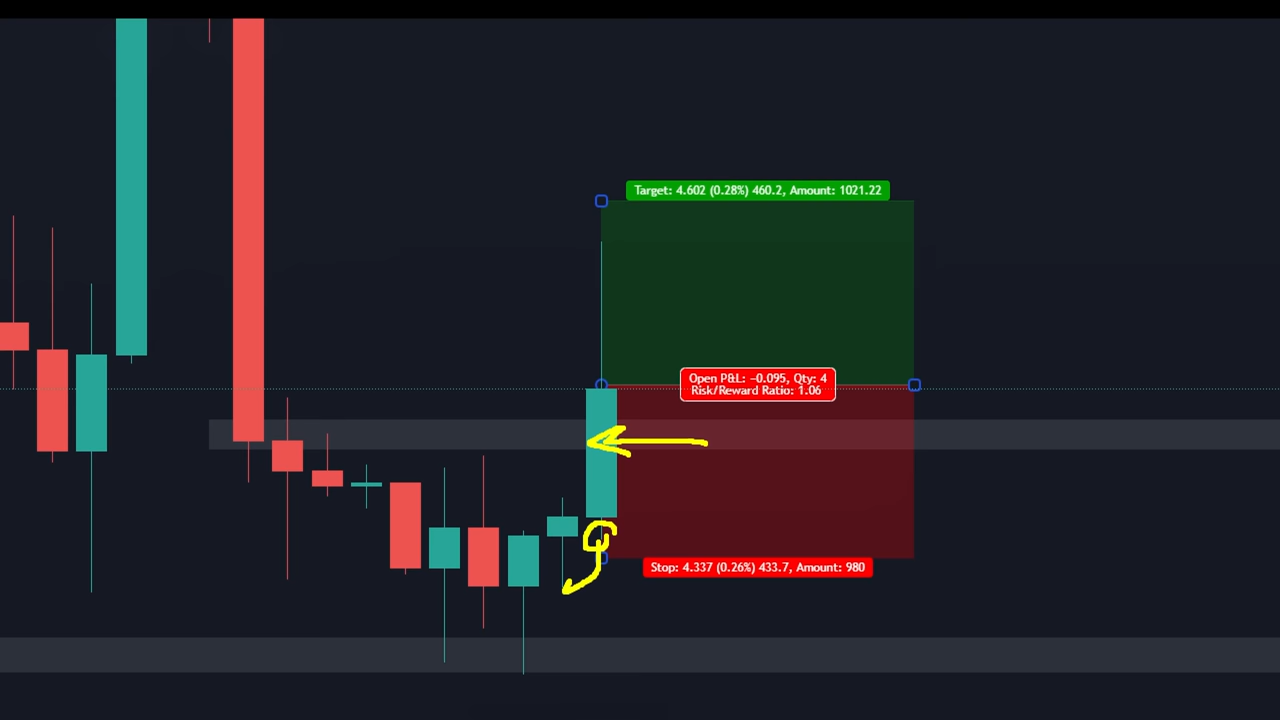 Target: 4.602 (0.28%) 460.2, Amount: 1021.22
Open P&L: −0.095, Qty: 4
Risk/Reward Ratio: 1.06
Stop: 4.337 (0.26%) 433.7, Amount: 980